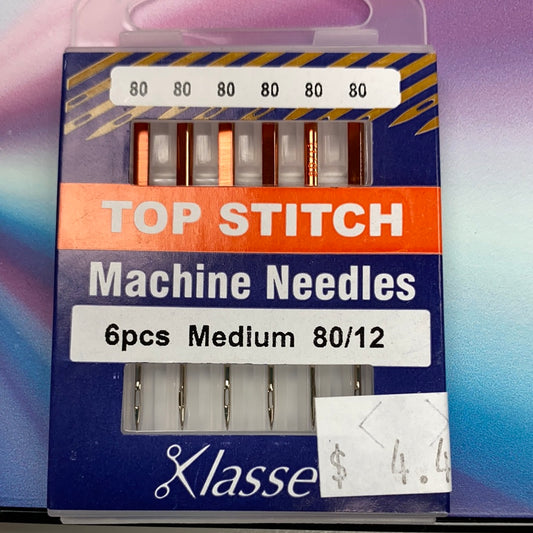 80 80 80 80 80 80
TOP STITCH
Machine Needles
6pcs Medium 80/12
Klasse
$ 4.4